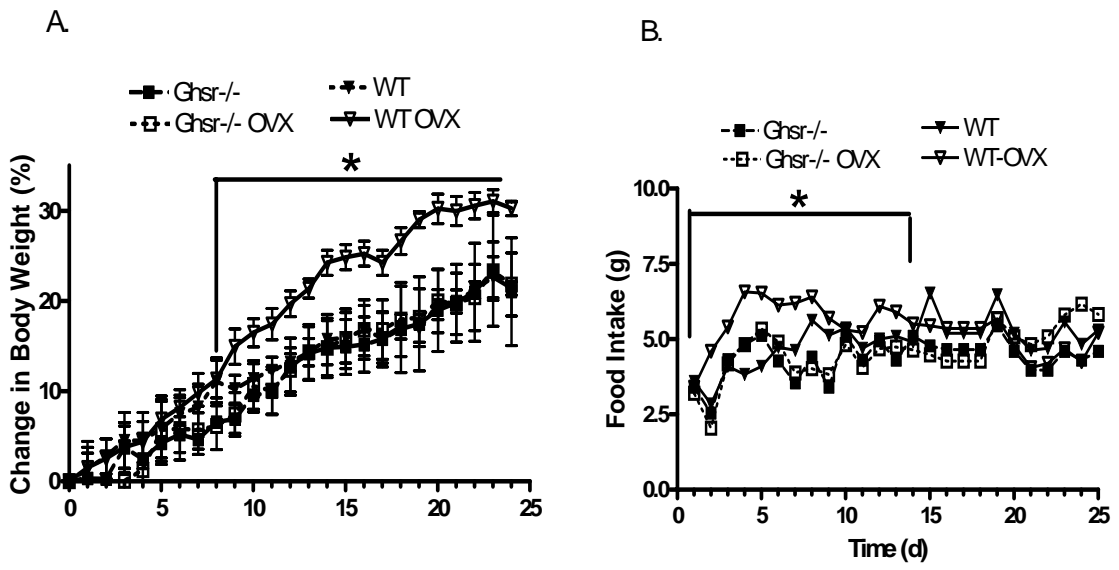 A.
Ghsr-/-
WT
Ghsr-/- OVX
WT OVX
*
Change in Body Weight (%)
30
20
10
0
0 5 10 15 20 25
B.
Ghsr-/-
WT
Ghsr-/- OVX
WT-OVX
*
Food Intake (g)
10.0
7.5
5.0
2.5
0.0
0 5 10 15 20 25
Time (d)